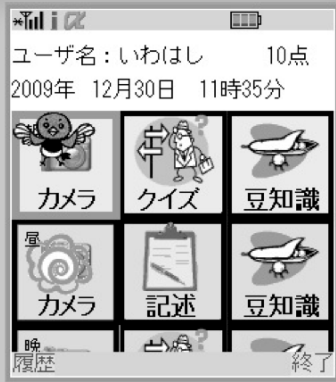 iα
ユーザ名：いわはし 10点
2009年 12月30日 11時35分
?
カメラ クイズ 豆知識
昼
カメラ 記述 豆知識
晩
履歴 終了